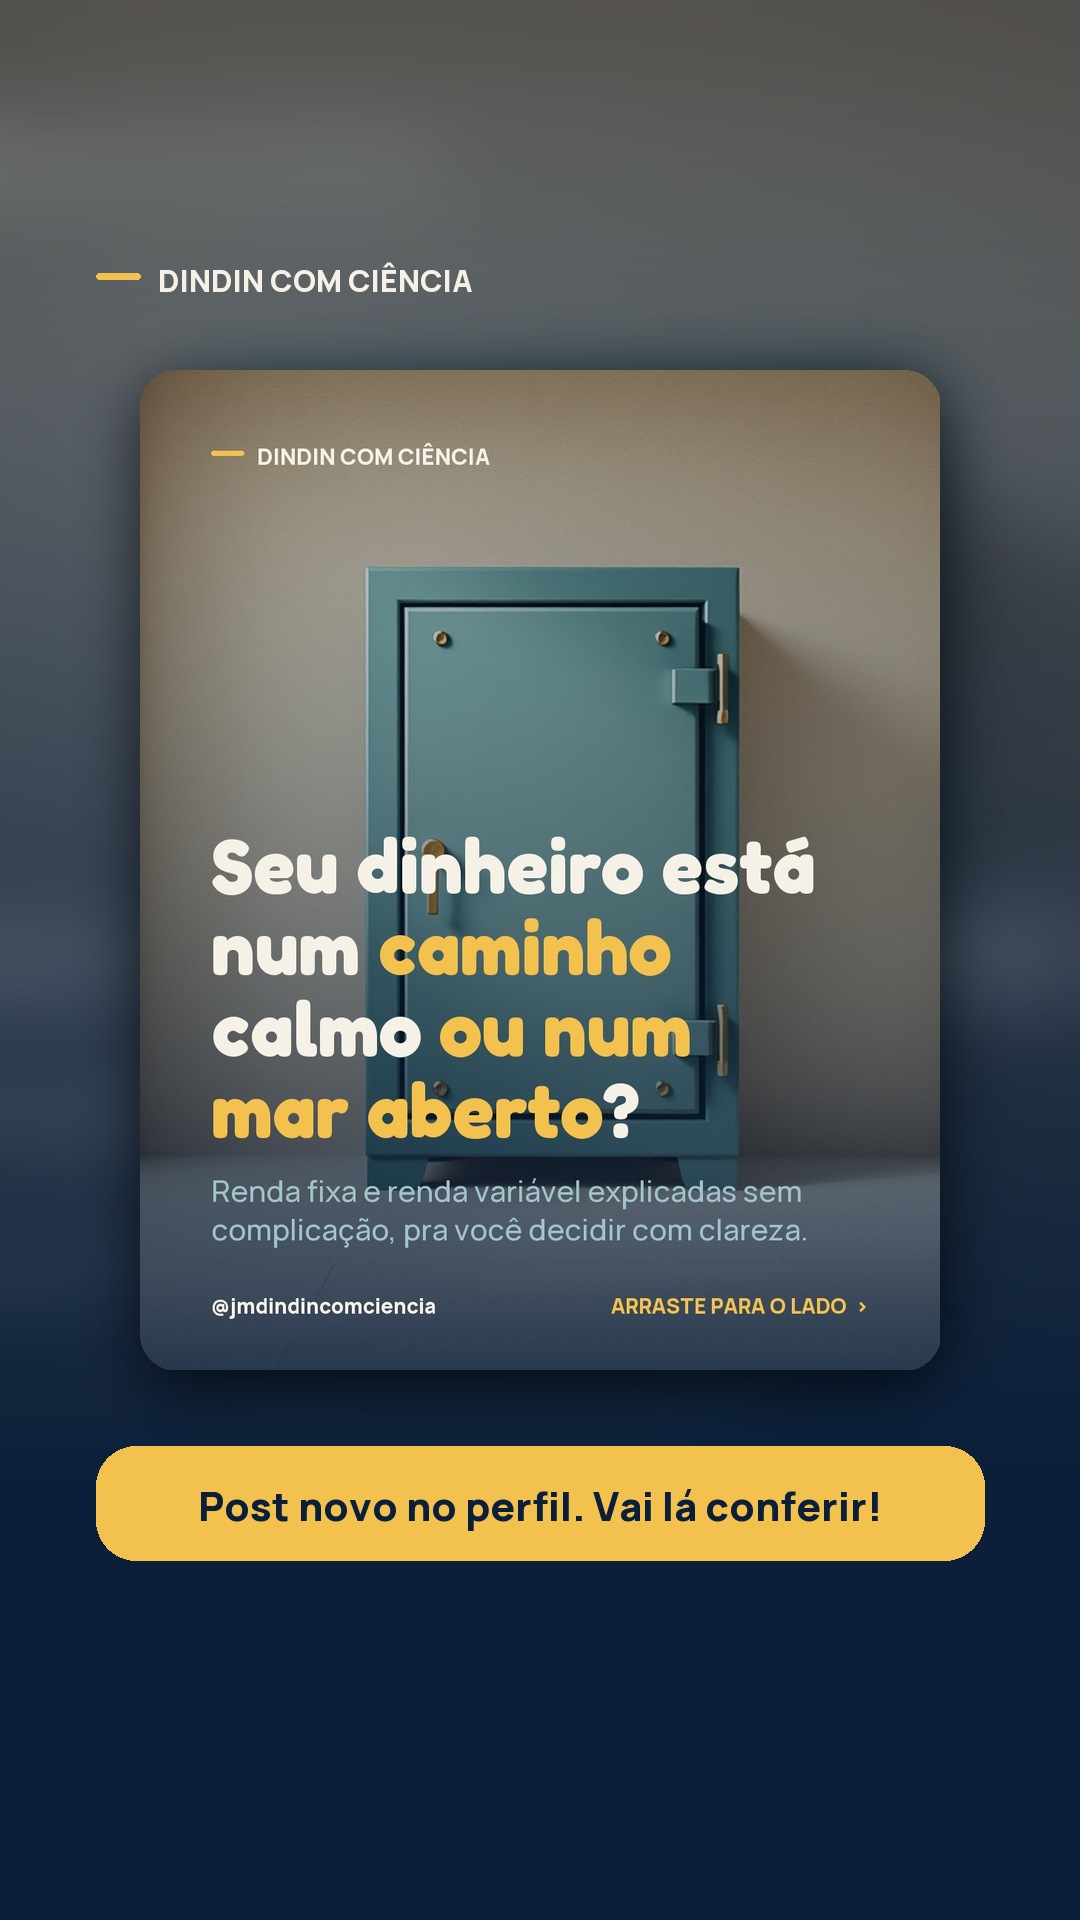 DINDIN COM CIÊNCIA
DINDIN COM CIÊNCIA
Seu dinheiro está
num caminho
calmo ou num
mar aberto?
Renda fixa e renda variável explicadas sem
complicação, pra você decidir com clareza.
@jmdindincomciencia
ARRASTE PARA O LADO ›
Post novo no perfil. Vai lá conferir!